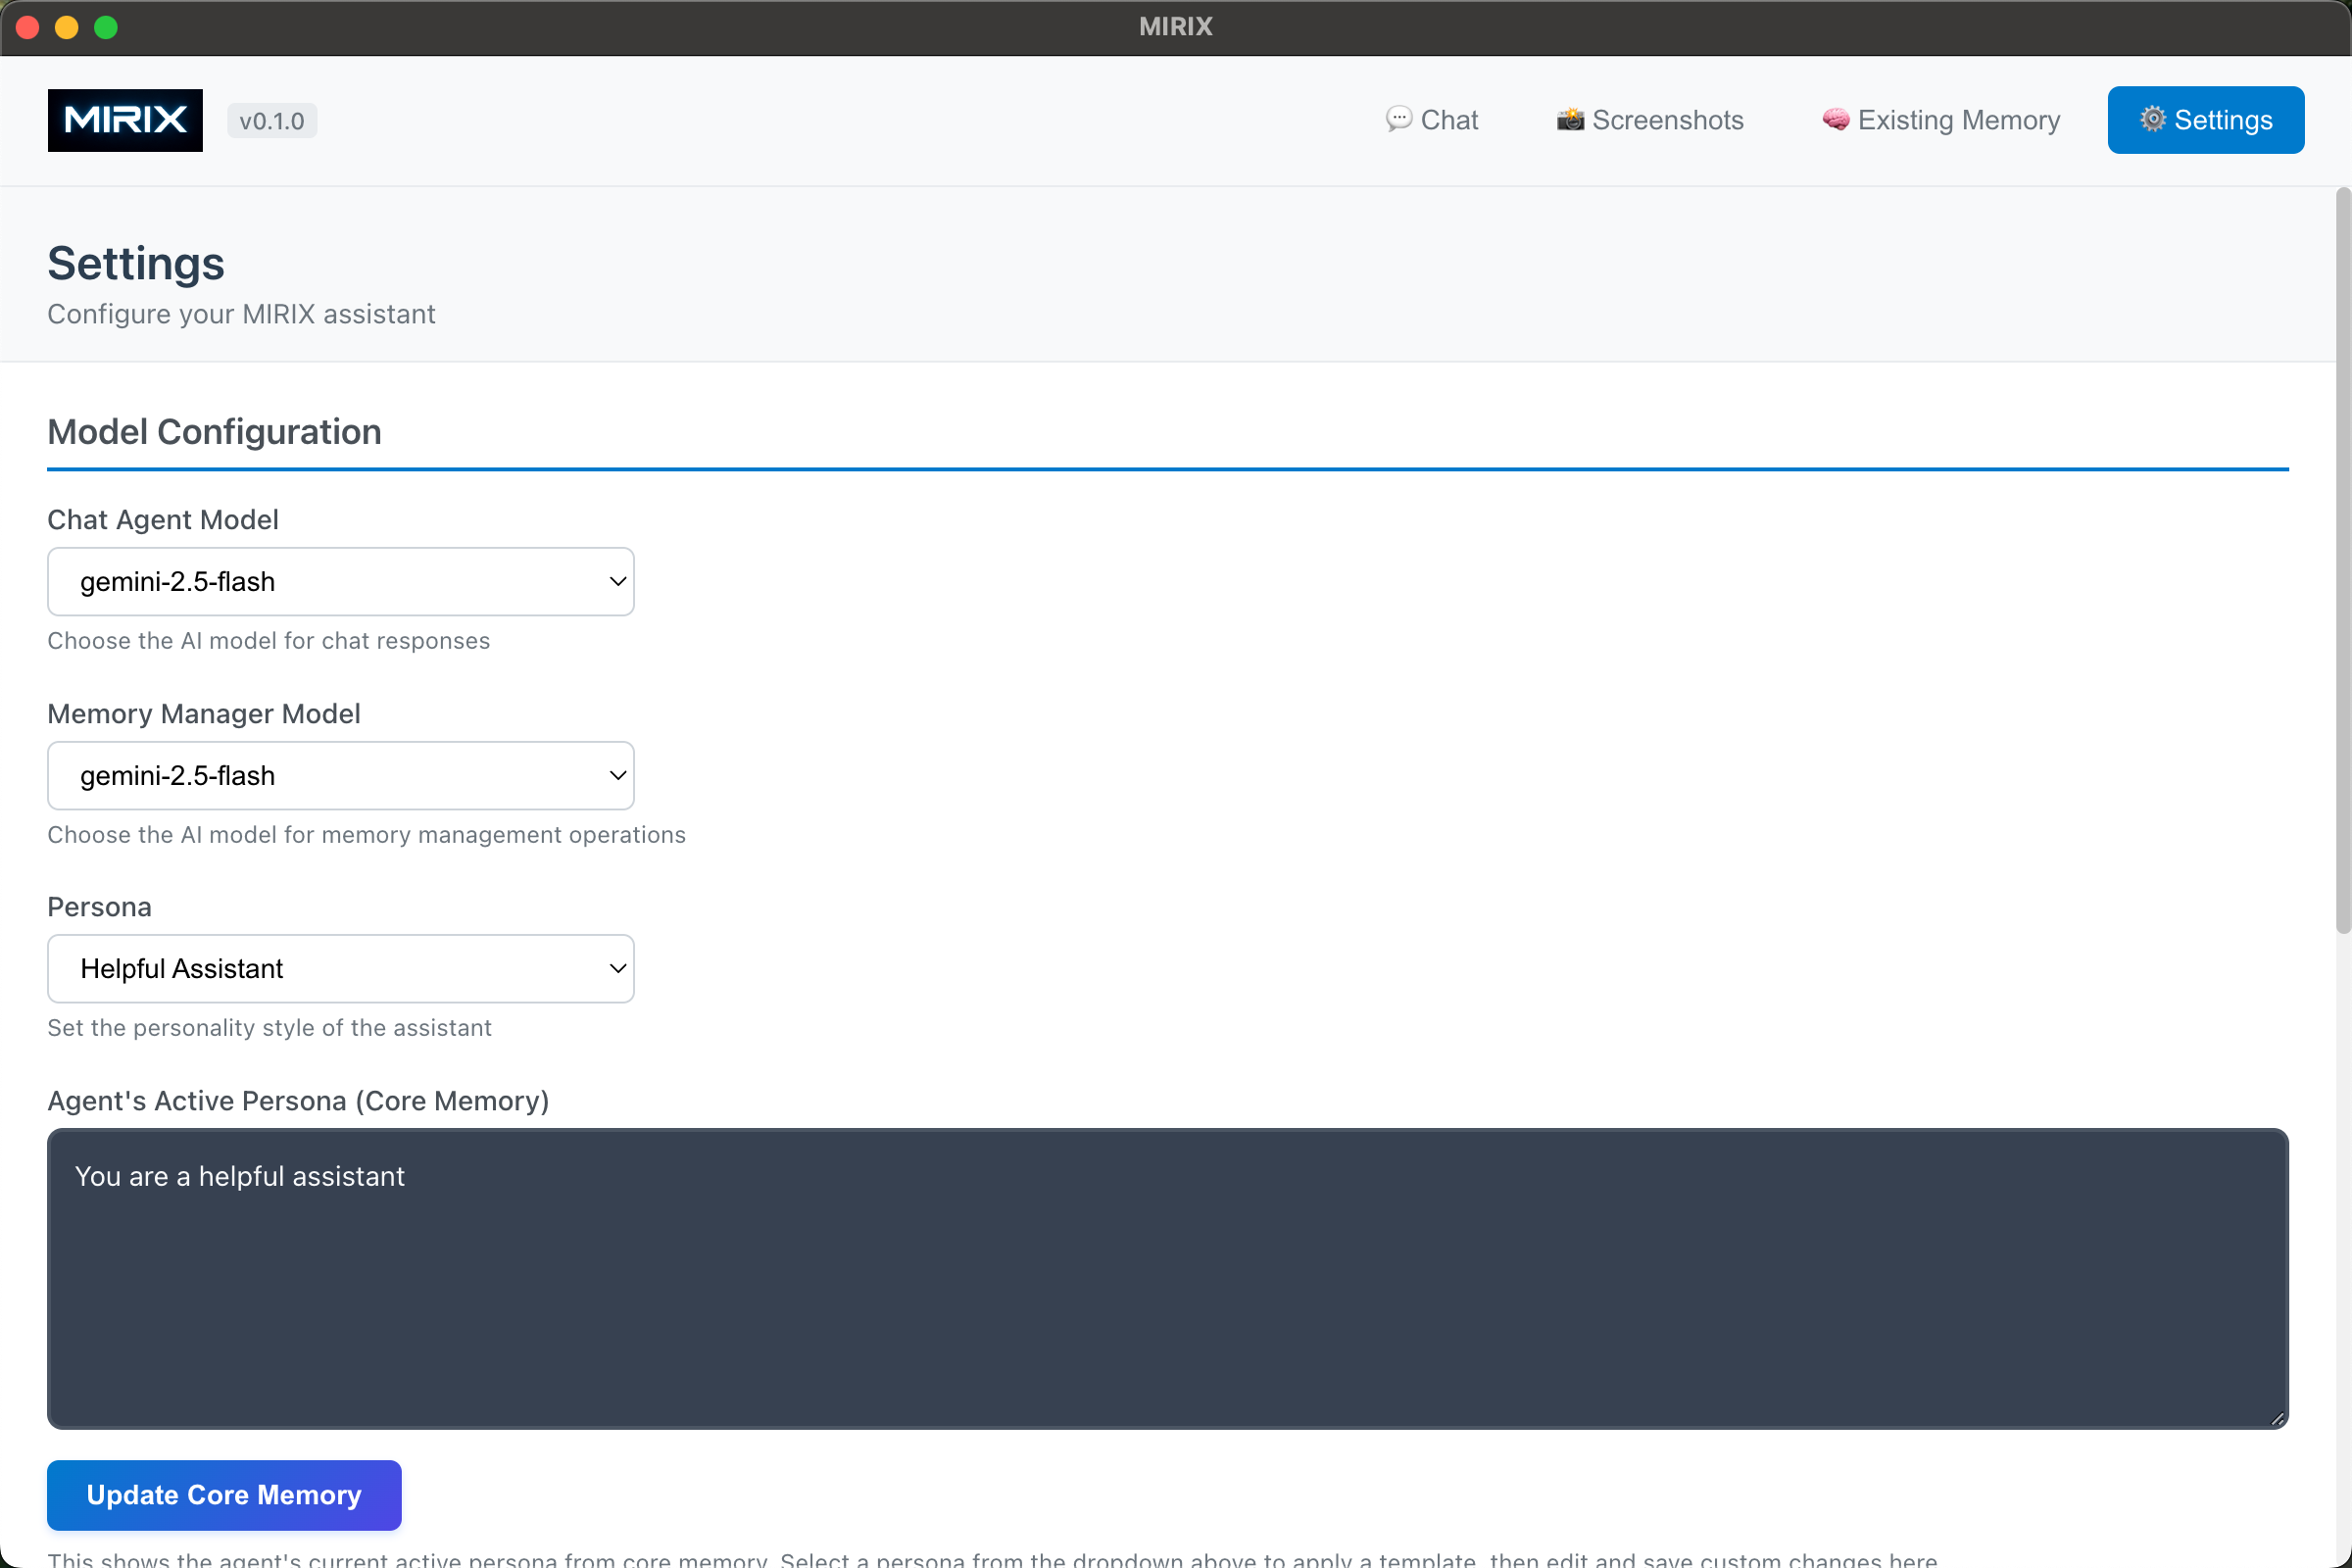 MIRIX
MIRIX v0.1.0 Chat Screenshots Existing Memory Settings
Settings
Configure your MIRIX assistant
Model Configuration
Chat Agent Model
gemini-2.5-flash
Choose the AI model for chat responses
Memory Manager Model
gemini-2.5-flash
Choose the AI model for memory management operations
Persona
Helpful Assistant
Set the personality style of the assistant
Agent's Active Persona (Core Memory)
You are a helpful assistant
Update Core Memory
This shows the agent's current active persona from core memory. Select a persona from the dropdown above to apply a template, then edit and save custom changes here